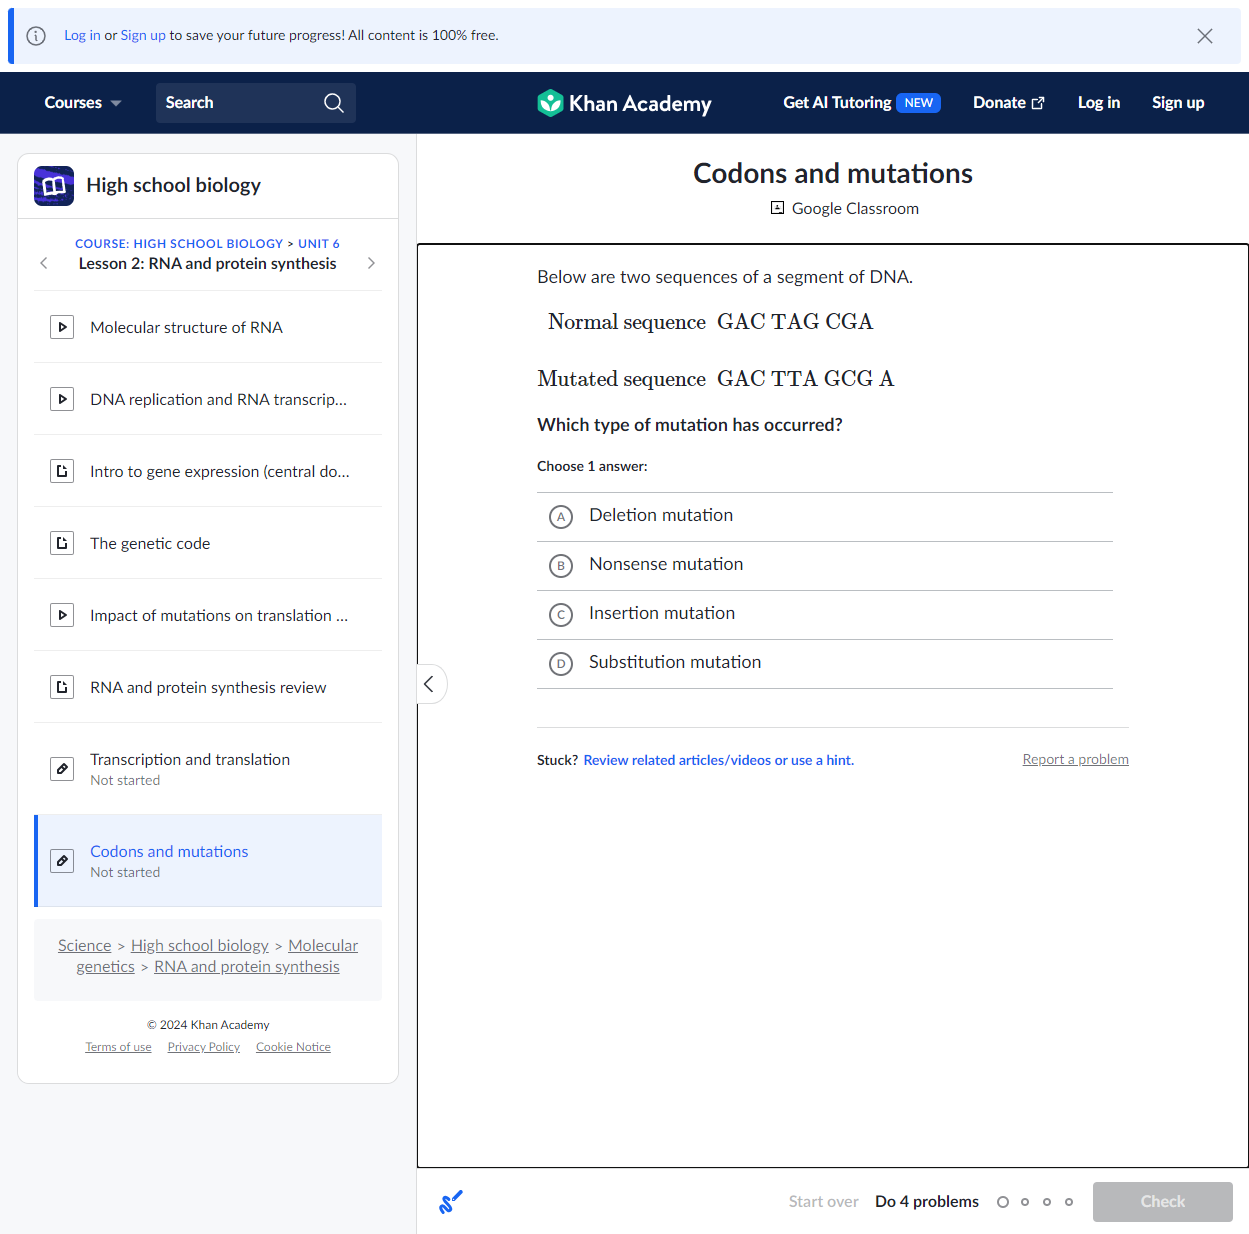 Log in or Sign up to save your future progress! All content is 100% free.
Courses
Search
Khan Academy
Get AI Tutoring NEW
Donate
Log in
Sign up
High school biology
COURSE: HIGH SCHOOL BIOLOGY > UNIT 6
Lesson 2: RNA and protein synthesis
Molecular structure of RNA
DNA replication and RNA transcrip...
Intro to gene expression (central do...
The genetic code
Impact of mutations on translation ...
RNA and protein synthesis review
Transcription and translation
Not started
Codons and mutations
Not started
Science > High school biology > Molecular
genetics > RNA and protein synthesis
© 2024 Khan Academy
Terms of use Privacy Policy Cookie Notice
Codons and mutations
Google Classroom
Below are two sequences of a segment of DNA.
Normal sequence GAC TAG CGA
Mutated sequence GAC TTA GCG A
Which type of mutation has occurred?
Choose 1 answer:
A Deletion mutation
B Nonsense mutation
C Insertion mutation
D Substitution mutation
Stuck? Review related articles/videos or use a hint.
Report a problem
Start over
Do 4 problems
Check